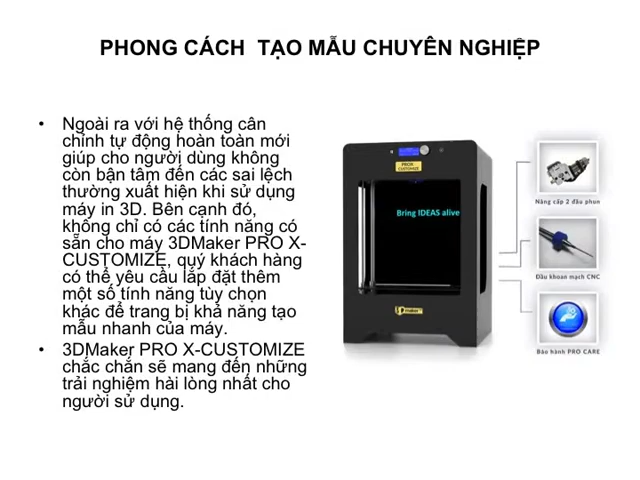 PHONG CÁCH TẠO MẪU CHUYÊN NGHIỆP
• Ngoài ra với hệ thống cân
chỉnh tự động hoàn toàn mới
giúp cho người dùng không
còn bận tâm đến các sai lệch
thường xuất hiện khi sử dụng
máy in 3D. Bên cạnh đó,
không chỉ có các tính năng có
sẵn cho máy 3DMaker PRO X-
CUSTOMIZE, quý khách hàng
có thể yêu cầu lắp đặt thêm
một số tính năng tùy chọn
khác để trang bị khả năng tạo
mẫu nhanh của máy.
• 3DMaker PRO X-CUSTOMIZE
chắc chắn sẽ mang đến những
trải nghiệm hài lòng nhất cho
người sử dụng.
PROX
CUSTOMIZE
Bring IDEAS alive
maker
Nâng cấp 2 đầu phun
Đầu khoan mạch CNC
Bảo hành PRO CARE